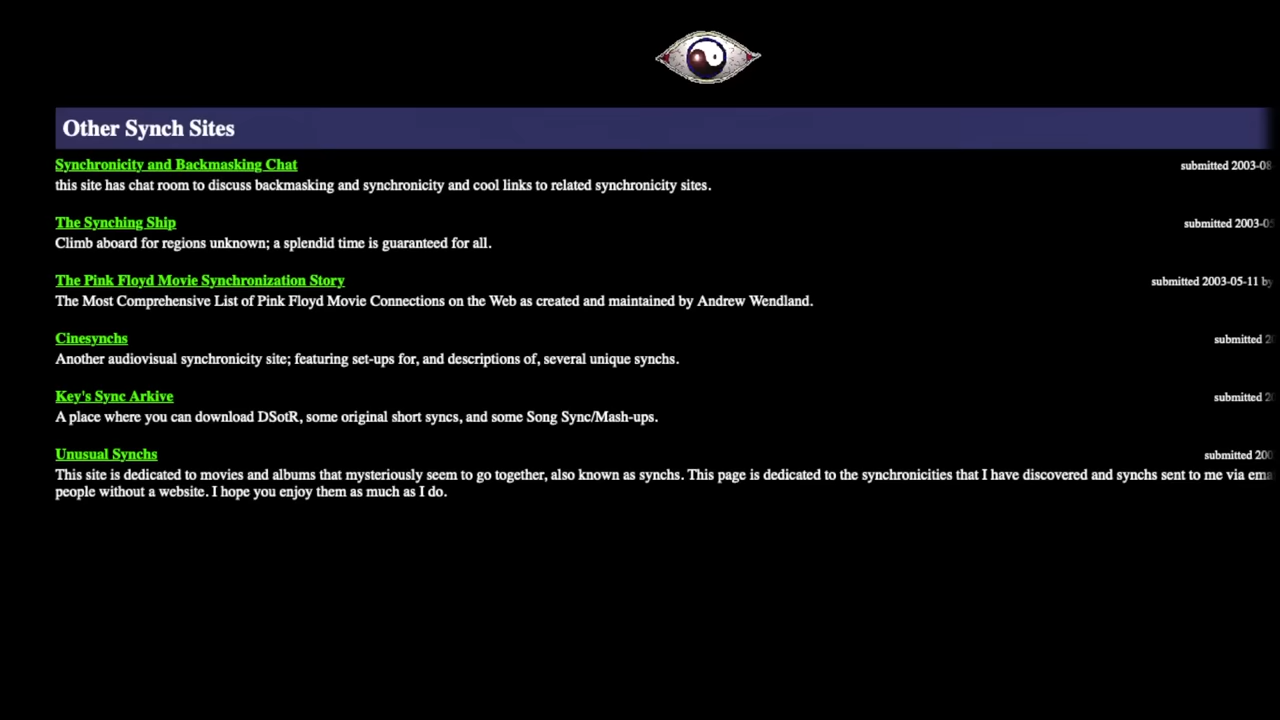 Other Synch Sites
Synchronicity and Backmasking Chat submitted 2003-08
this site has chat room to discuss backmasking and synchronicity and cool links to related synchronicity sites.
The Synching Ship submitted 2003-05
Climb aboard for regions unknown; a splendid time is guaranteed for all.
The Pink Floyd Movie Synchronization Story submitted 2003-05-11 by
The Most Comprehensive List of Pink Floyd Movie Connections on the Web as created and maintained by Andrew Wendland.
Cinesynchs submitted
Another audiovisual synchronicity site; featuring set-ups for, and descriptions of, several unique synchs.
Key's Sync Arkive submitted
A place where you can download DSotR, some original short syncs, and some Song Sync/Mash-ups.
Unusual Synchs submitted
This site is dedicated to movies and albums that mysteriously seem to go together, also known as synchs. This page is dedicated to the synchronicities that I have discovered and synchs sent to me via ema
people without a website. I hope you enjoy them as much as I do.